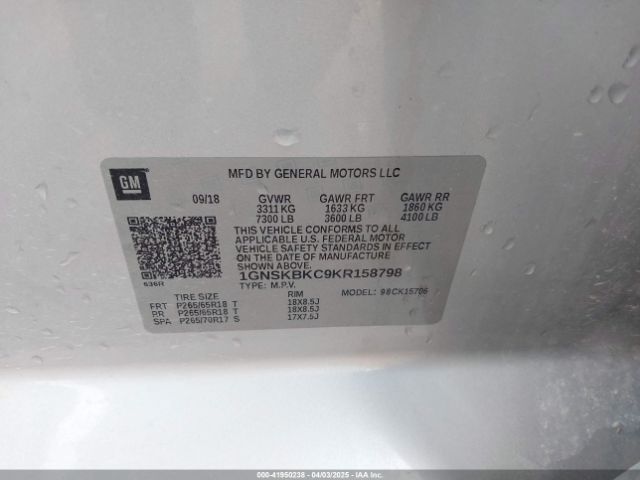 GM
MFD BY GENERAL MOTORS LLC
09/18 GVWR GAWR FRT GAWR RR
3311 KG 1633 KG 1860 KG
7300 LB 3600 LB 4100 LB
THIS VEHICLE CONFORMS TO ALL
APPLICABLE U.S. FEDERAL MOTOR
VEHICLE SAFETY STANDARDS IN EFFECT
ON THE DATE OF MANUFACTURE
SHOWN ABOVE.
1GNSKBKC9KR158798
636R
TYPE: M.P.V. MODEL: 98CK15706
TIRE SIZE RIM
FRT P265/65R18 T 18X8.5J
RR P265/65R18 T 18X8.5J
SPA P265/70R17 S 17X7.5J
000-41950238 - 04/03/2025 - IAA